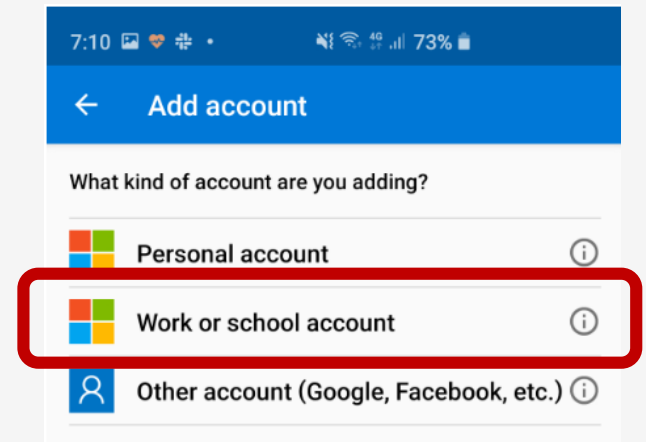 7:10 4G 73%
Add account
What kind of account are you adding?
Personal account
Work or school account
Other account (Google, Facebook, etc.)